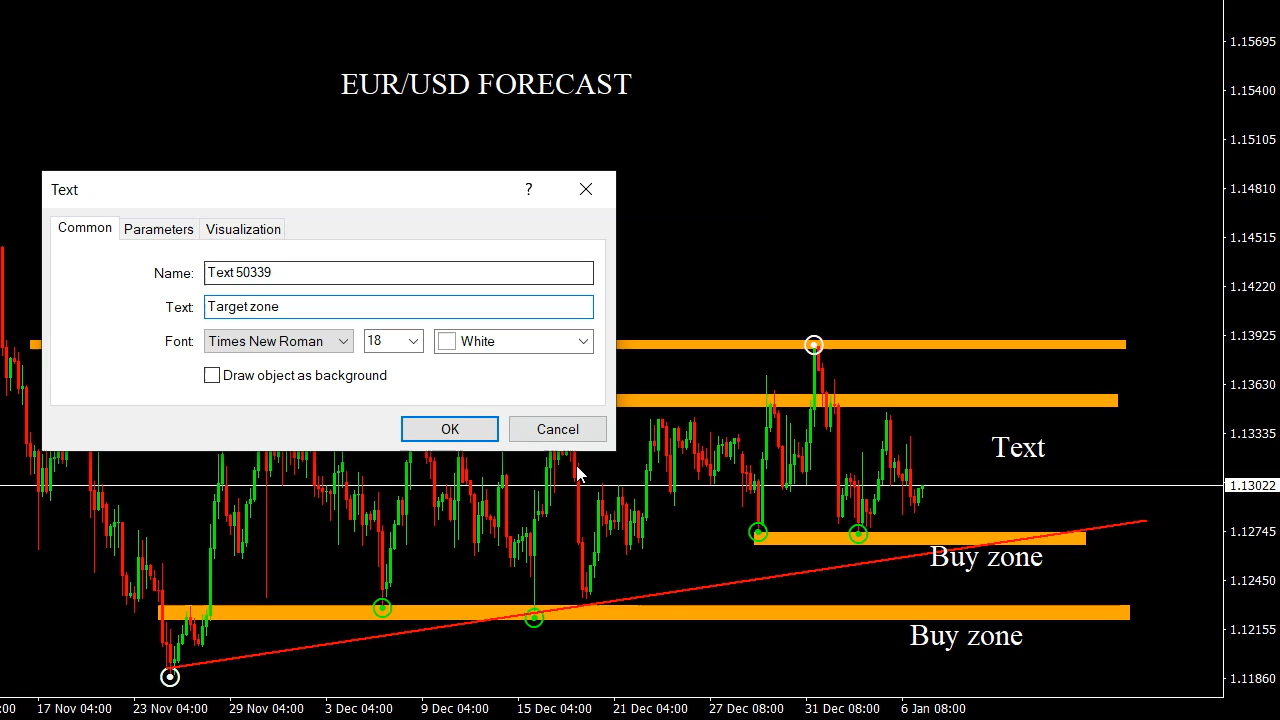 1.15695
EUR/USD FORECAST
1.15400
1.15105
Text
?
1.14810
Common
Parameters
Visualization
1.14515
Name:
Text 50339
1.14220
Text:
Target zone
1.13925
Font:
Times New Roman
18
White
Draw object as background
1.13630
OK
Cancel
1.13335
Text
1.13022
1.12745
Buy zone
1.12450
1.12155
Buy zone
1.11860
:00
17 Nov 04:00
23 Nov 04:00
29 Nov 04:00
3 Dec 04:00
9 Dec 04:00
15 Dec 04:00
21 Dec 04:00
27 Dec 08:00
31 Dec 08:00
6 Jan 08:00